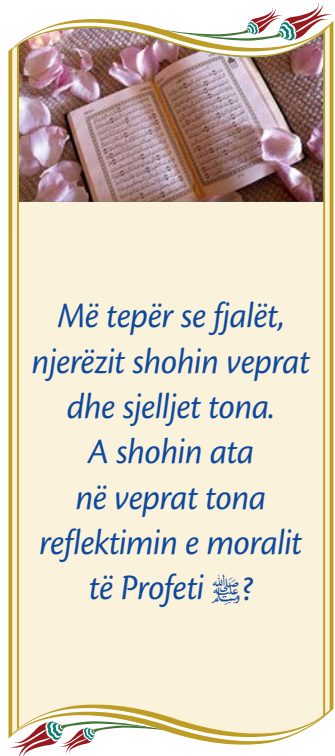 Më tepër se fjalët,
njerëzit shohin veprat
dhe sjelljet tona.
A shohin ata
në veprat tona
reflektimin e moralit
të Profeti ﷺ?